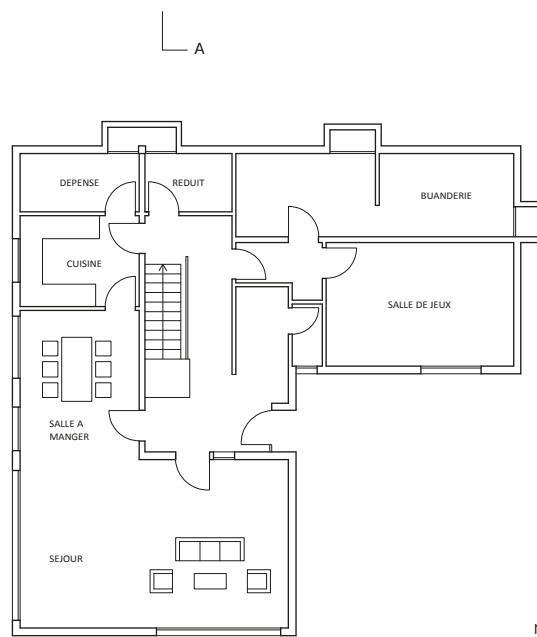 A
DEPENSE
REDUIT
BUANDERIE
CUISINE
SALLE DE JEUX
SALLE A
MANGER
SEJOUR